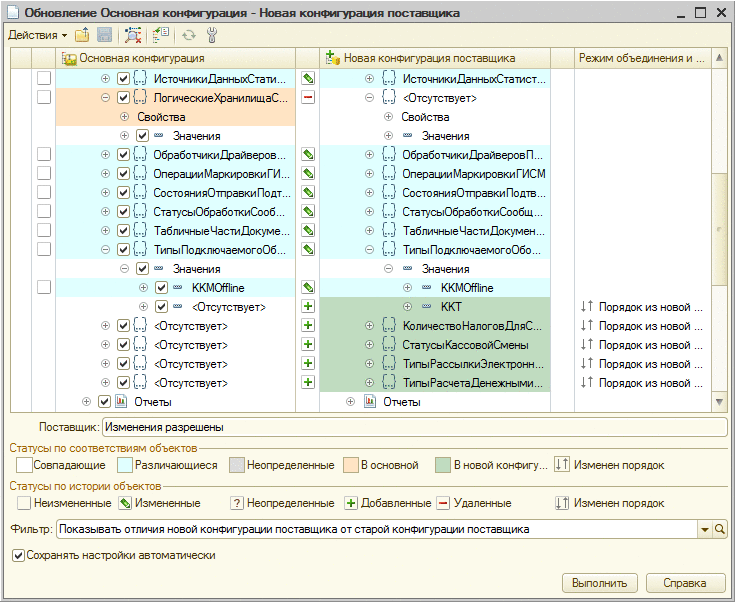 Обновление Основная конфигурация - Новая конфигурация поставщика
Действия
Основная конфигурация Новая конфигурация поставщика Режим объединения и ...
ИсточникиДанныхСтати... ИсточникиДанныхСтатист...
ЛогическиеХранилищаС... <Отсутствует>
Свойства Свойства
Значения Значения
ОбработчикиДрайверов... ОбработчикиДрайверовП...
ОперацииМаркировкиГИ... ОперацииМаркировкиГИСМ
СостоянияОтправкиПодт... СостоянияОтправкиПодтв...
СтатусыОбработкиСооб... СтатусыОбработкиСообщ...
ТабличныеЧастиДокуме... ТабличныеЧастиДокумен...
ТипыПодключаемогоОб... ТипыПодключаемогоОбо...
Значения Значения
ККМOffline ККМOffline
<Отсутствует> ККТ Порядок из новой ...
<Отсутствует> КоличествоНалоговДляС... Порядок из новой ...
<Отсутствует> СтатусыКассовойСмены Порядок из новой ...
<Отсутствует> ТипыРассылкиЭлектронн... Порядок из новой ...
<Отсутствует> ТипыРасчетаДенежными... Порядок из новой ...
Отчеты Отчеты
Поставщик: Изменения разрешены
Статусы по соответствиям объектов
Совпадающие Различающиеся Неопределенные В основной В новой конфигу... Изменен порядок
Статусы по истории объектов
Неизмененные Измененные ? Неопределенные Добавленные Удаленные Изменен порядок
Фильтр: Показывать отличия новой конфигурации поставщика от старой конфигурации поставщика
Сохранять настройки автоматически
Выполнить Справка